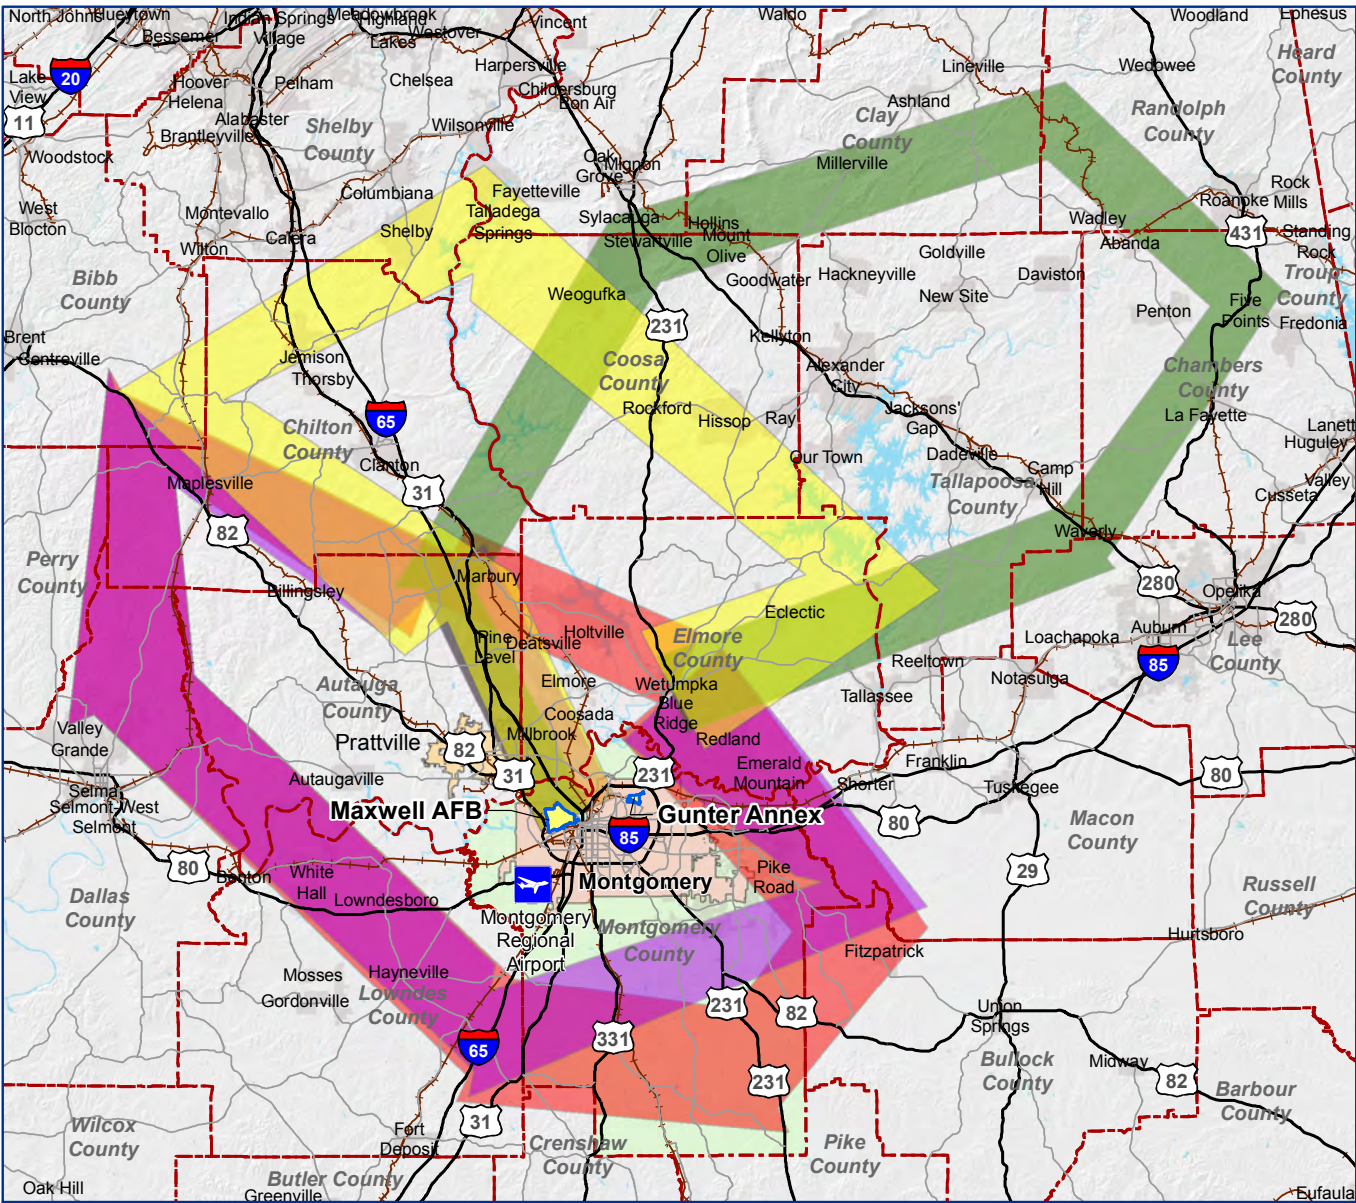 North Johns
Blueytown
Indian Springs
Village
Meadowbrook
Highland
Lakes
Westover
Vincent
Waldo
Woodland
Ephesus
Bessemer
Harpersville
Lineville
Wedowee
Heard
County
Lake
View
20
Hoover
Helena
Pelham
Chelsea
Childersburg
Bon Air
Ashland
Clay
County
Randolph
County
11
Alabaster
Brantleyville
Shelby
County
Wilsonville
Woodstock
Oak
Grove
Mignon
Millerville
Columbiana
Fayetteville
Rock
Mills
Roanoke
West
Blocton
Montevallo
Talladega
Springs
Sylacauga
Hollins
Wadley
431
Standing
Rock
Wilton
Calera
Shelby
Stewartville
Mount
Olive
Goldville
Abanda
Bibb
County
Weogufka
Goodwater
Hackneyville
New Site
Daviston
Penton
Five
Points
Troup
County
Fredonia
Brent
Centreville
231
Kellyton
Jemison
Thorsby
Coosa
County
Alexander
City
Chambers
County
65
Rockford
Hissop
Ray
Jacksons'
Gap
La Fayette
Lanett
Huguley
Chilton
County
Clanton
Our Town
Dadeville
Camp
Hill
Valley
Cusseta
Maplesville
31
Tallapoosa
County
82
Waverly
Perry
County
Marbury
280
Opelika
Billingsley
Eclectic
280
Pine
Level
Deatsville
Holtville
Elmore
County
Loachapoka
Auburn
Lee
County
85
Reeltown
Notasulga
Autauga
County
Elmore
Wetumpka
Blue
Ridge
Tallassee
Coosada
Valley
Grande
Prattville
82
Millbrook
Redland
31
231
Emerald
Mountain
Franklin
80
Autaugaville
Shorter
Tuskegee
Selma
Selmont-West
Selmont
Maxwell AFB
Gunter Annex
85
80
Macon
County
80
Benton
White
Hall
Lowndesboro
Montgomery
Pike
Road
29
Dallas
County
Russell
County
Montgomery
Regional
Airport
Montgomery
County
Fitzpatrick
Hurtsboro
Mosses
Gordonville
Hayneville
Lowndes
County
231
82
Union
Springs
65
331
Bullock
County
Midway
231
82
Barbour
County
31
Wilcox
County
Fort
Deposit
Crenshaw
County
Pike
County
Butler County
Oak Hill
Greenville
Eufaula